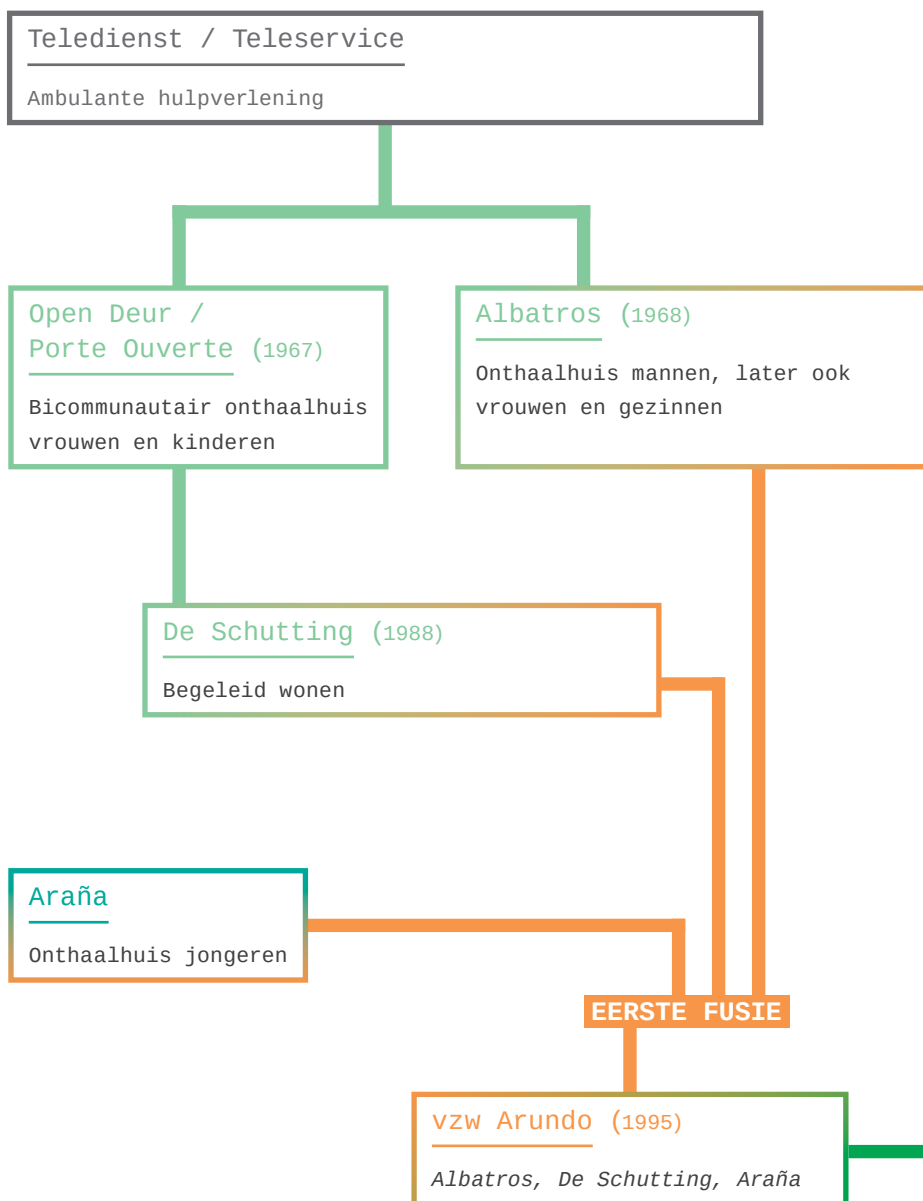 Teledienst / Teleservice
Ambulante hulpverlening
Open Deur /
Porte Ouverte (1967)
Bicommunautair onthaalhuis
vrouwen en kinderen
Albatros (1968)
Onthaalhuis mannen, later ook
vrouwen en gezinnen
De Schutting (1988)
Begeleid wonen
Araña
Onthaalhuis jongeren
EERSTE FUSIE
vzw Arundo (1995)
Albatros, De Schutting, Araña